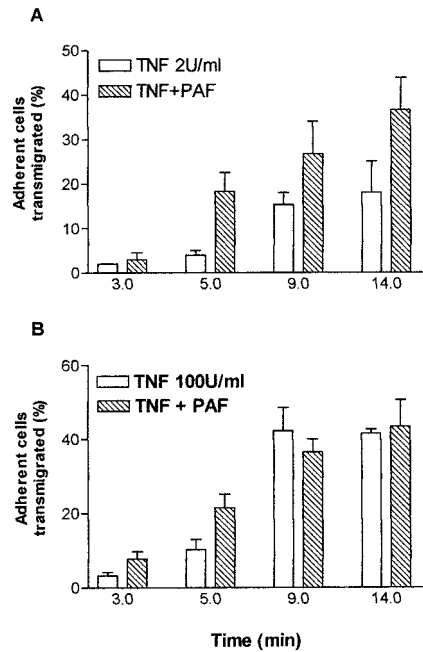 A
TNF 2U/ml
TNF+PAF
Adherent cells
transmigrated (%)
50
40
30
20
10
0
3.0 5.0 9.0 14.0
B
TNF 100U/ml
TNF + PAF
Adherent cells
transmigrated (%)
60
40
20
0
3.0 5.0 9.0 14.0
Time (min)